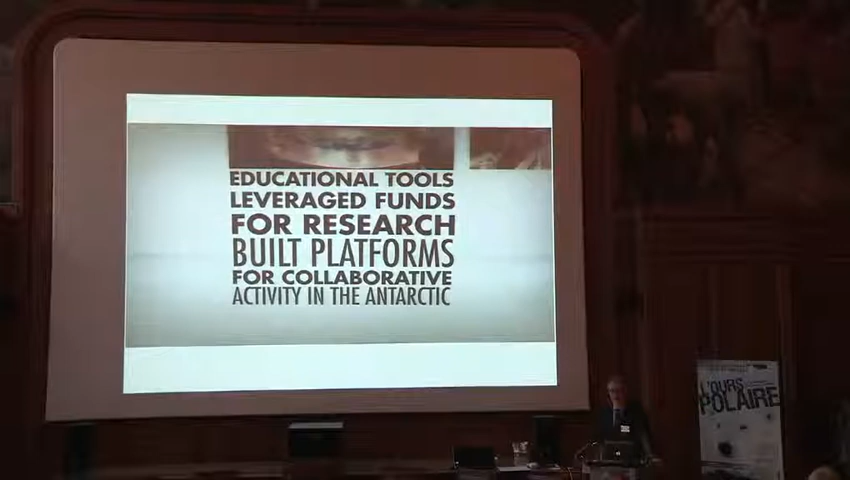 EDUCATIONAL TOOLS
LEVERAGED FUNDS
FOR RESEARCH
BUILT PLATFORMS
FOR COLLABORATIVE
ACTIVITY IN THE ANTARCTIC
L'OURS
POLAIRE